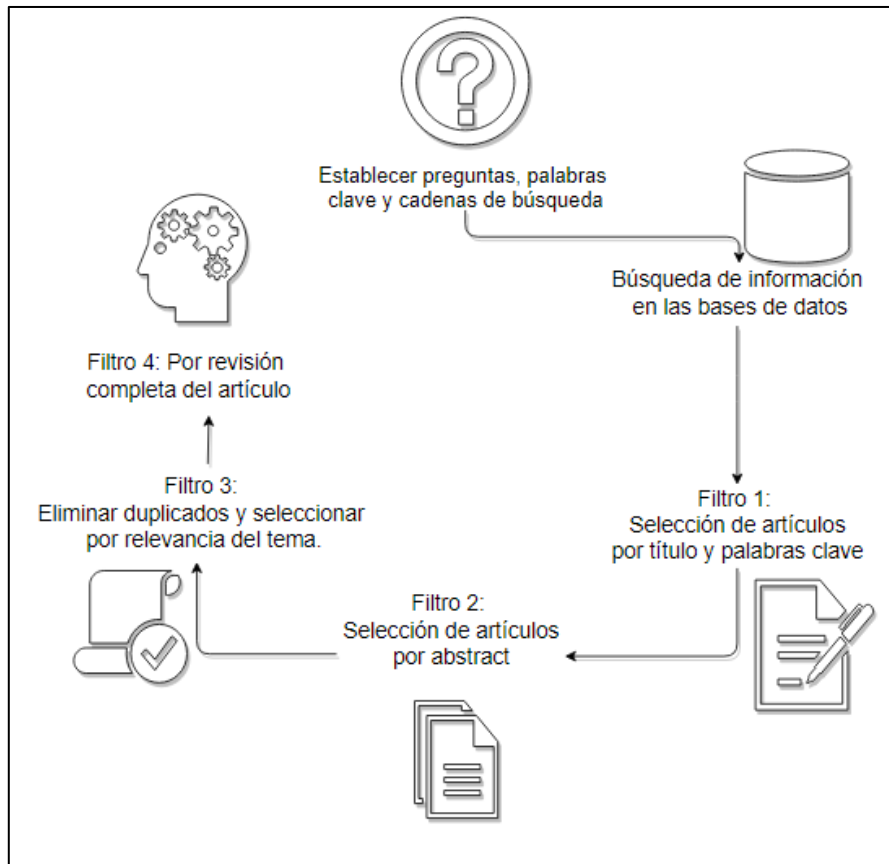 Establecer preguntas, palabras
clave y cadenas de búsqueda
Búsqueda de información
en las bases de datos
Filtro 1:
Selección de artículos
por título y palabras clave
Filtro 2:
Selección de artículos
por abstract
Filtro 3:
Eliminar duplicados y seleccionar
por relevancia del tema.
Filtro 4: Por revisión
completa del artículo